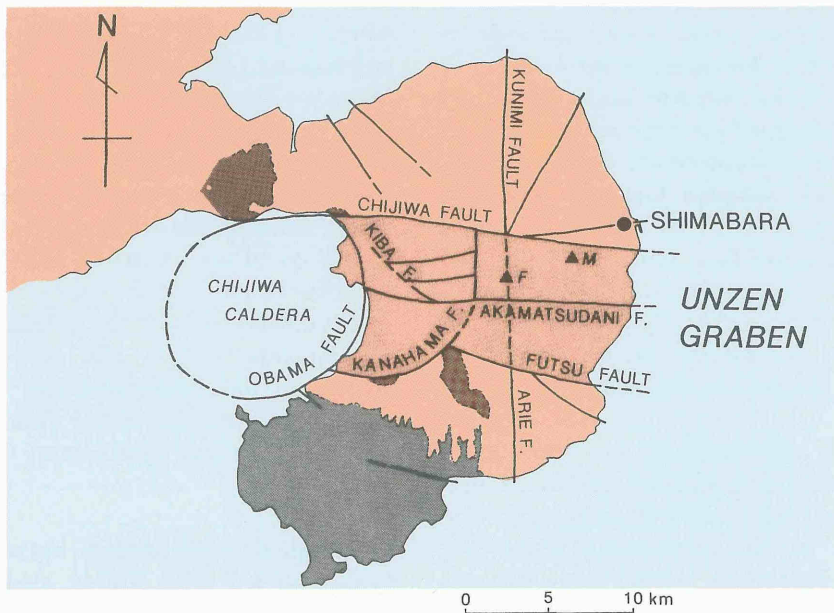 N
KUNIMI FAULT
CHIJIWA FAULT
SHIMABARA
KIBA F.
M
F
CHIJIWA
CALDERA
UNZEN
GRABEN
AKAMATSUDANI F.
OBAMA FAULT
KANAHAMA F.
FUTSU FAULT
ARIE F.
0 5 10 km